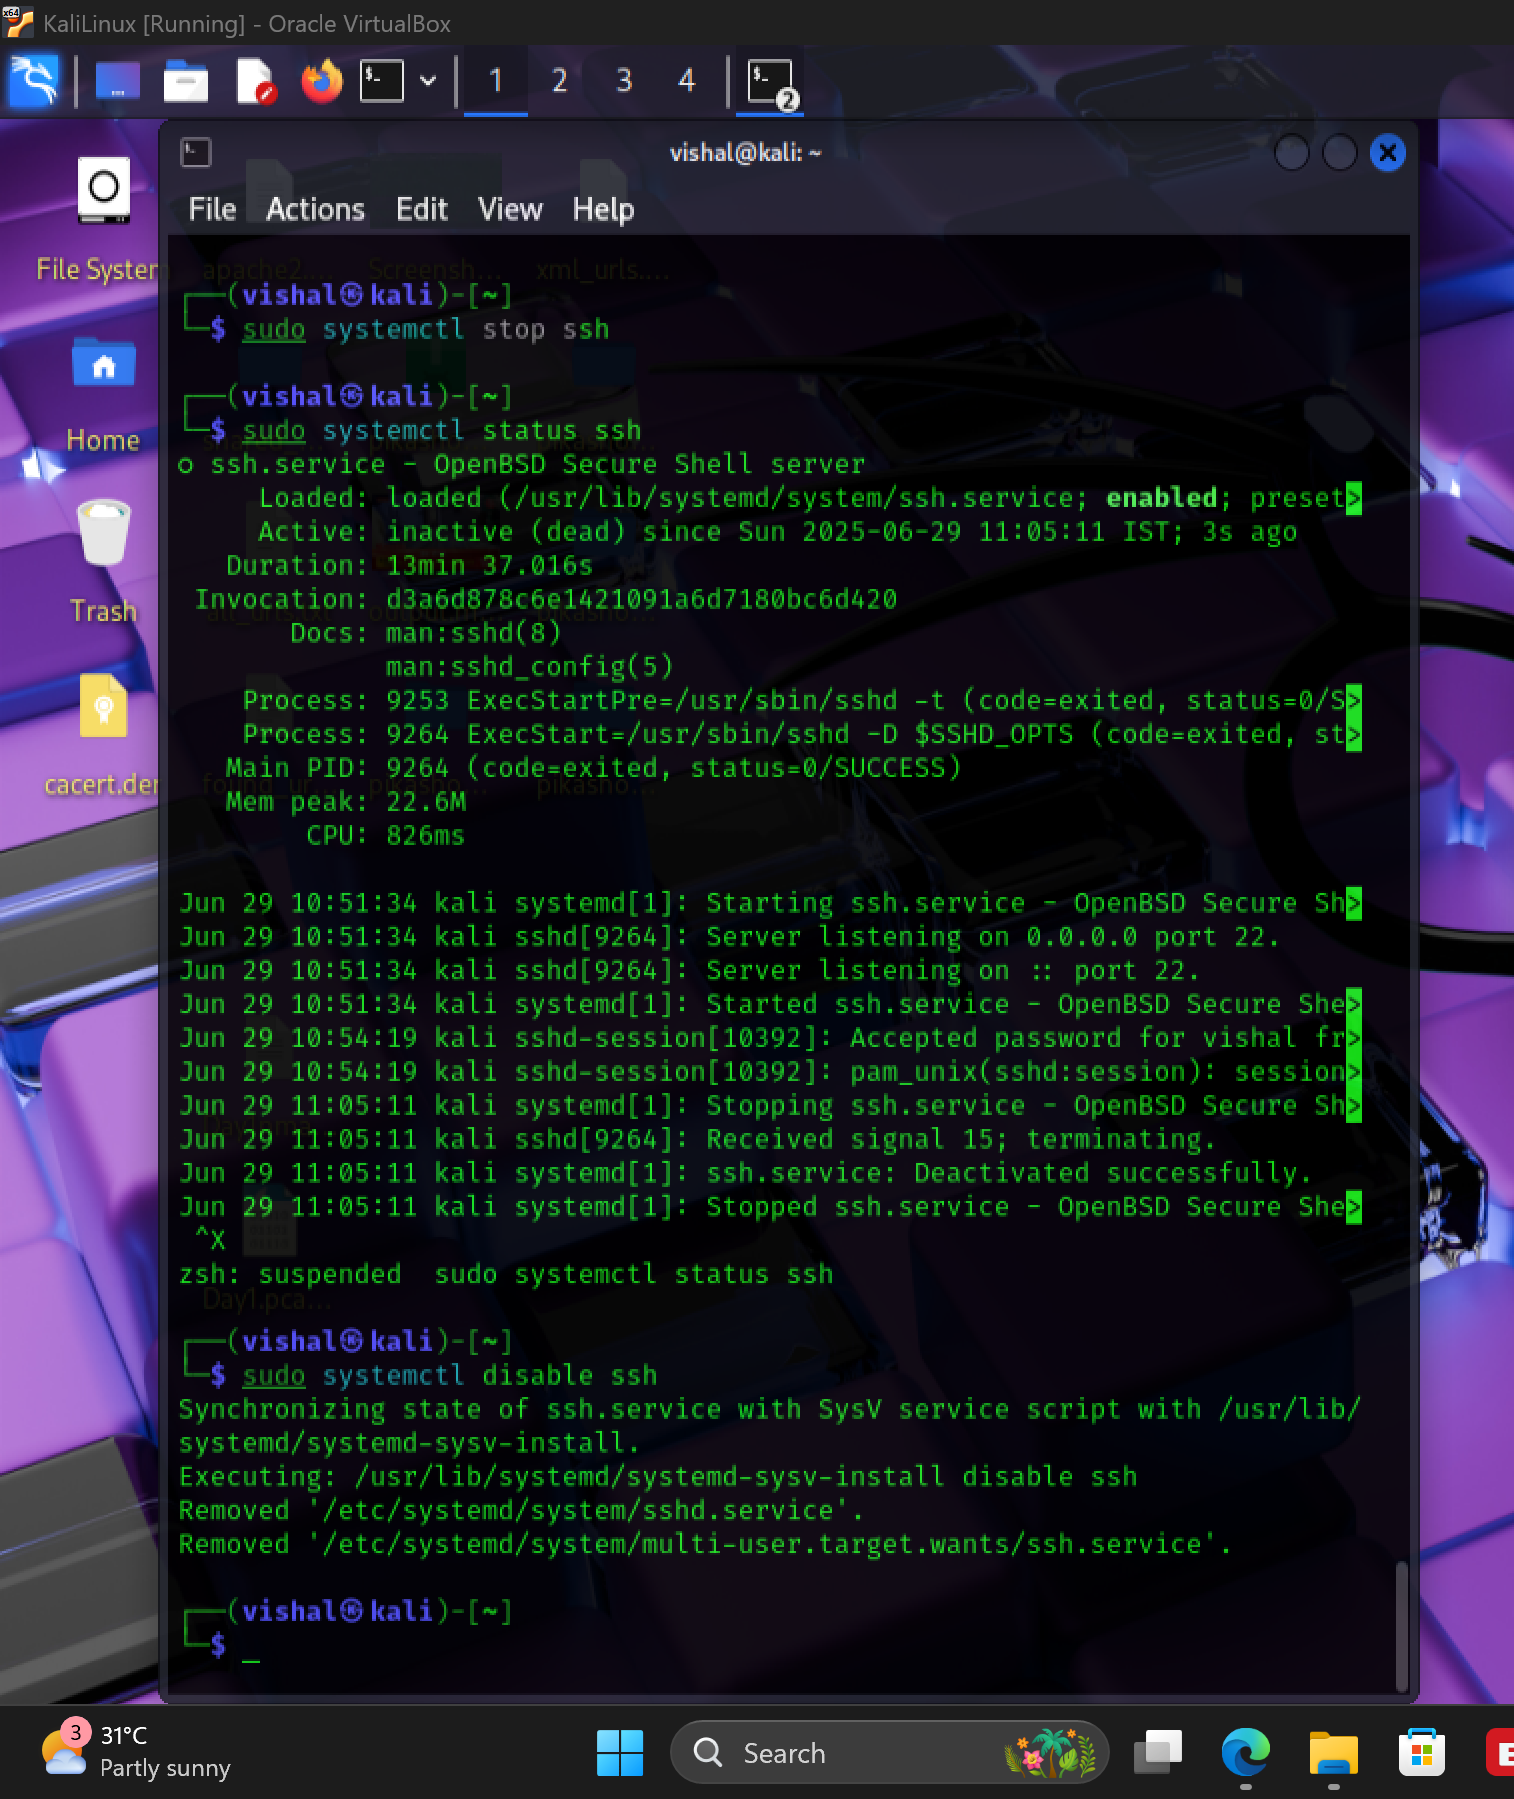 KaliLinux [Running] - Oracle VirtualBox
1 2 3 4
2
vishal@kali: ~
File Actions Edit View Help
File System
Home
Trash
cacert.der
apache2....
Screensh...
xml_urls....
┌──(vishal㉿kali)-[~]
└─$ sudo systemctl stop ssh
┌──(vishal㉿kali)-[~]
└─$ sudo systemctl status ssh
○ ssh.service - OpenBSD Secure Shell server
Loaded: loaded (/usr/lib/systemd/system/ssh.service; enabled; preset>
Active: inactive (dead) since Sun 2025-06-29 11:05:11 IST; 3s ago
Duration: 13min 37.016s
Invocation: d3a6d878c6e1421091a6d7180bc6d420
Docs: man:sshd(8)
man:sshd_config(5)
Process: 9253 ExecStartPre=/usr/sbin/sshd -t (code=exited, status=0/S>
Process: 9264 ExecStart=/usr/sbin/sshd -D $SSHD_OPTS (code=exited, st>
Main PID: 9264 (code=exited, status=0/SUCCESS)
Mem peak: 22.6M
CPU: 826ms
Jun 29 10:51:34 kali systemd[1]: Starting ssh.service - OpenBSD Secure Sh>
Jun 29 10:51:34 kali sshd[9264]: Server listening on 0.0.0.0 port 22.
Jun 29 10:51:34 kali sshd[9264]: Server listening on :: port 22.
Jun 29 10:51:34 kali systemd[1]: Started ssh.service - OpenBSD Secure She>
Jun 29 10:54:19 kali sshd-session[10392]: Accepted password for vishal fr>
Jun 29 10:54:19 kali sshd-session[10392]: pam_unix(sshd:session): session>
Jun 29 11:05:11 kali systemd[1]: Stopping ssh.service - OpenBSD Secure Sh>
Jun 29 11:05:11 kali sshd[9264]: Received signal 15; terminating.
Jun 29 11:05:11 kali systemd[1]: ssh.service: Deactivated successfully.
Jun 29 11:05:11 kali systemd[1]: Stopped ssh.service - OpenBSD Secure She>
^X
zsh: suspended  sudo systemctl status ssh
Day1.pca...
┌──(vishal㉿kali)-[~]
└─$ sudo systemctl disable ssh
Synchronizing state of ssh.service with SysV service script with /usr/lib/
systemd/systemd-sysv-install.
Executing: /usr/lib/systemd/systemd-sysv-install disable ssh
Removed '/etc/systemd/system/sshd.service'.
Removed '/etc/systemd/system/multi-user.target.wants/ssh.service'.
┌──(vishal㉿kali)-[~]
└─$ _
3
31°C
Partly sunny
Search